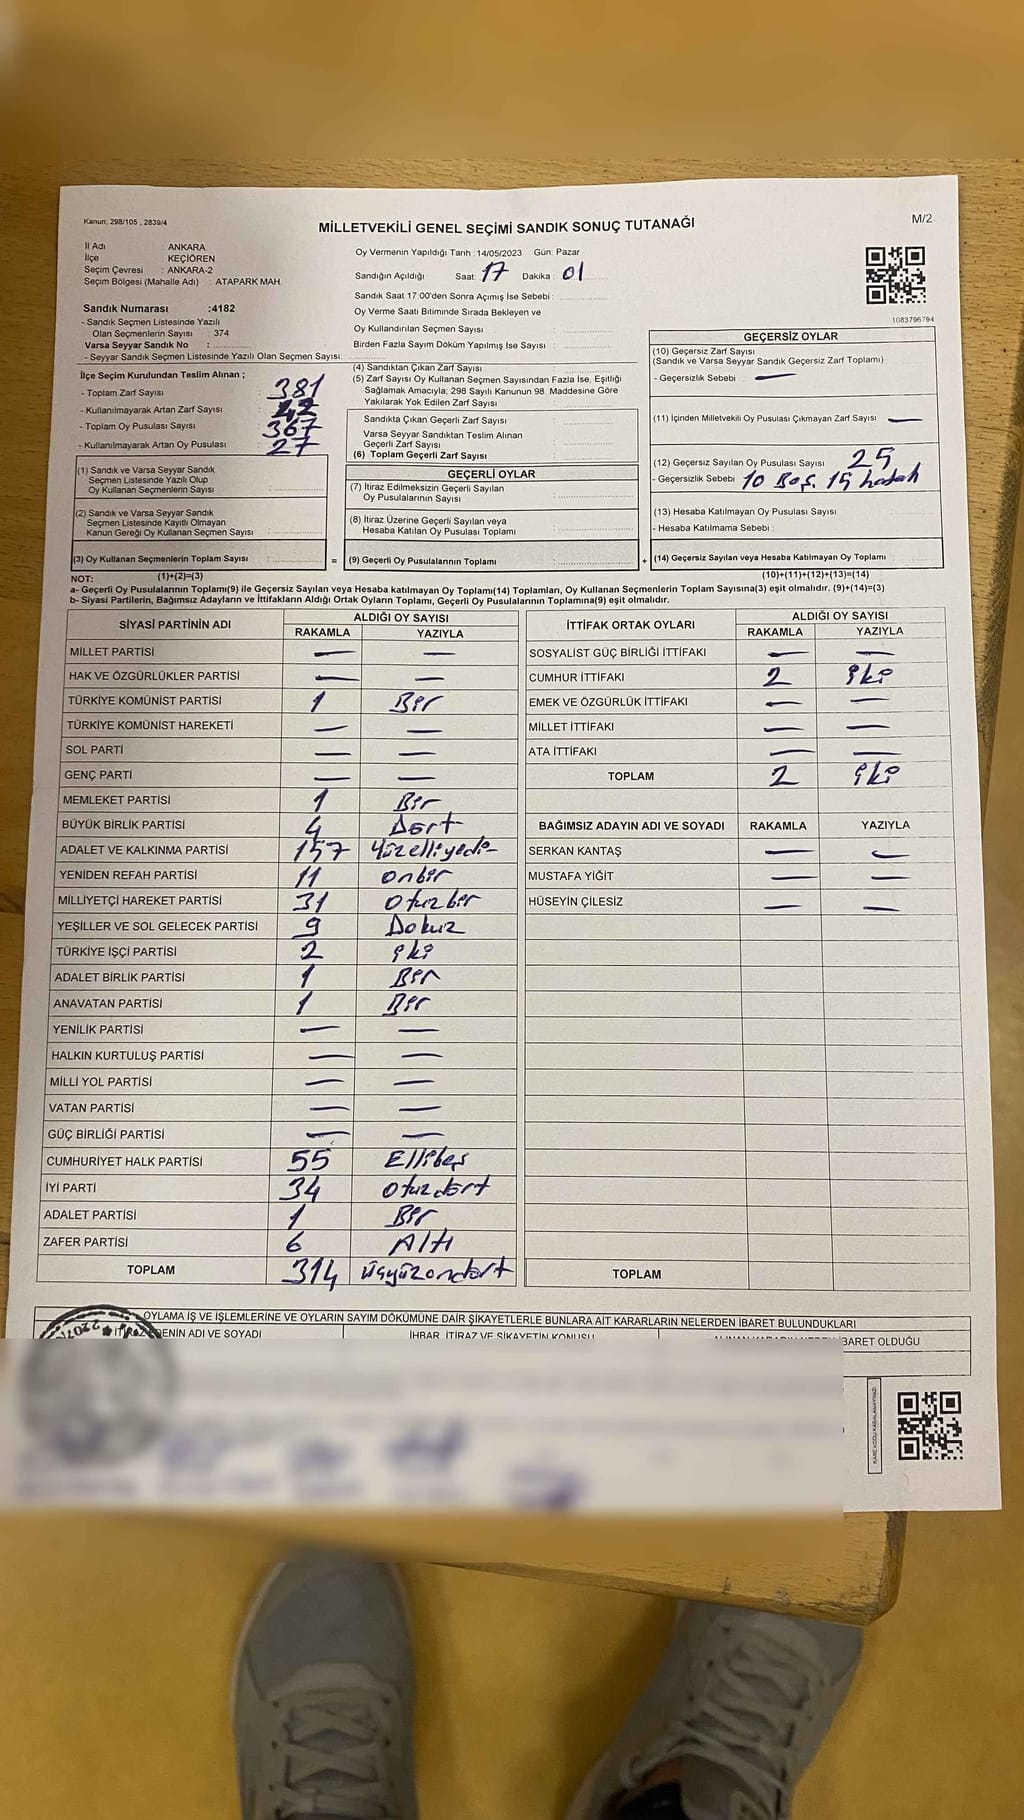 Kanun; 298/105 , 2839/4
MİLLETVEKİLİ GENEL SEÇİMİ SANDIK SONUÇ TUTANAĞI
M/2
İl Adı ANKARA
İlçe KEÇİÖREN
Seçim Çevresi : ANKARA-2
Seçim Bölgesi (Mahalle Adı) : ATAPARK MAH.
Oy Vermenin Yapıldığı Tarih :14/05/2023 Gün: Pazar
Sandığın Açıldığı Saat: 17 Dakika : 01
Sandık Saat 17:00'den Sonra Açımış İse Sebebi :
Oy Verme Saati Bitiminde Sırada Bekleyen ve
Oy Kullandırılan Seçmen Sayısı
Birden Fazla Sayım Döküm Yapılmış İse Sayısı :
1083796794
Sandık Numarası :4182
- Sandık Seçmen Listesinde Yazılı
Olan Seçmenlerin Sayısı : 374
Varsa Seyyar Sandık No :
- Seyyar Sandık Seçmen Listesinde Yazılı Olan Seçmen Sayısı:
İlçe Seçim Kurulundan Teslim Alınan ;
- Toplam Zarf Sayısı : 381
- Kullanılmayarak Artan Zarf Sayısı : 42
- Toplam Oy Pusulası Sayısı : 367
- Kullanılmayarak Artan Oy Pusulası : 27
(1) Sandık ve Varsa Seyyar Sandık
Seçmen Listesinde Yazılı Olup
Oy Kullanan Seçmenlerin Sayısı :
(2) Sandık ve Varsa Seyyar Sandık
Seçmen Listesinde Kayıtlı Olmayan
Kanun Gereği Oy Kullanan Seçmen Sayısı :
(3) Oy Kullanan Seçmenlerin Toplam Sayısı :
(1)+(2)=(3)
(4) Sandıktan Çıkan Zarf Sayısı :
(5) Zarf Sayısı Oy Kullanan Seçmen Sayısından Fazla İse, Eşitliği
Sağlamak Amacıyla; 298 Sayılı Kanunun 98. Maddesine Göre
Yakılarak Yok Edilen Zarf Sayısı :
Sandıkta Çıkan Geçerli Zarf Sayısı :
Varsa Seyyar Sandıktan Teslim Alınan
Geçerli Zarf Sayısı :
(6) Toplam Geçerli Zarf Sayısı :
GEÇERLİ OYLAR
(7) İtiraz Edilmeksizin Geçerli Sayılan
Oy Pusulalarının Sayısı :
(8) İtiraz Üzerine Geçerli Sayılan veya
Hesaba Katılan Oy Pusulası Toplamı :
= (9) Geçerli Oy Pusulalarının Toplamı :
GEÇERSİZ OYLAR
(10) Geçersiz Zarf Sayısı
(Sandık ve Varsa Seyyar Sandık Geçersiz Zarf Toplamı)
- Geçersizlik Sebebi : —
(11) İçinden Milletvekili Oy Pusulası Çıkmayan Zarf Sayısı : —
(12) Geçersiz Sayılan Oy Pusulası Sayısı : 25
- Geçersizlik Sebebi : 10 Boş. 15 hatalı
(13) Hesaba Katılmayan Oy Pusulası Sayısı :
- Hesaba Katılmama Sebebi :
+ (14) Geçersiz Sayılan veya Hesaba Katılmayan Oy Toplamı
(10)+(11)+(12)+(13)=(14)
NOT:
a- Geçerli Oy Pusulalarının Toplamı(9) ile Geçersiz Sayılan veya Hesaba katılmayan Oy Toplamı(14) Toplamları, Oy Kullanan Seçmenlerin Toplam Sayısına(3) eşit olmalıdır. (9)+(14)=(3)
b- Siyasi Partilerin, Bağımsız Adayların ve İttifakların Aldığı Ortak Oyların Toplamı, Geçerli Oy Pusulalarının Toplamına(9) eşit olmalıdır.
SİYASİ PARTİNİN ADI ALDIĞI OY SAYISI
RAKAMLA YAZIYLA
MİLLET PARTİSİ — —
HAK VE ÖZGÜRLÜKLER PARTİSİ — —
TÜRKİYE KOMÜNİST PARTİSİ 1 Bir
TÜRKİYE KOMÜNİST HAREKETİ — —
SOL PARTİ — —
GENÇ PARTİ — —
MEMLEKET PARTİSİ 1 Bir
BÜYÜK BİRLİK PARTİSİ 4 Dört
ADALET VE KALKINMA PARTİSİ 157 Yüzelliyedi
YENİDEN REFAH PARTİSİ 11 onbir
MİLLİYETÇİ HAREKET PARTİSİ 31 otuzbir
YEŞİLLER VE SOL GELECEK PARTİSİ 9 Dokuz
TÜRKİYE İŞÇİ PARTİSİ 2 iki
ADALET BİRLİK PARTİSİ 1 Bir
ANAVATAN PARTİSİ 1 Bir
YENİLİK PARTİSİ — —
HALKIN KURTULUŞ PARTİSİ — —
MİLLİ YOL PARTİSİ — —
VATAN PARTİSİ — —
GÜÇ BİRLİĞİ PARTİSİ — —
CUMHURİYET HALK PARTİSİ 55 Ellibeş
İYİ PARTİ 34 otuzdört
ADALET PARTİSİ 1 Bir
ZAFER PARTİSİ 6 Altı
TOPLAM 314 üçyüzondört
İTTİFAK ORTAK OYLARI ALDIĞI OY SAYISI
RAKAMLA YAZIYLA
SOSYALİST GÜÇ BİRLİĞİ İTTİFAKI — —
CUMHUR İTTİFAKI 2 iki
EMEK VE ÖZGÜRLÜK İTTİFAKI — —
MİLLET İTTİFAKI — —
ATA İTTİFAKI — —
TOPLAM 2 iki
BAĞIMSIZ ADAYIN ADI VE SOYADI RAKAMLA YAZIYLA
SERKAN KANTAŞ — —
MUSTAFA YİĞİT — —
HÜSEYİN ÇİLESİZ — —
TOPLAM
OYLAMA İŞ VE İŞLEMLERİNE VE OYLARIN SAYIM DÖKÜMÜNE DAİR ŞİKAYETLERLE BUNLARA AİT KARARLARIN NELERDEN İBARET BULUNDUKLARI
İTİRAZ EDENİN ADI VE SOYADI İHBAR, İTİRAZ VE ŞİKAYETİN KONUSU ALINAN KARARIN NEDEN İBARET OLDUĞU